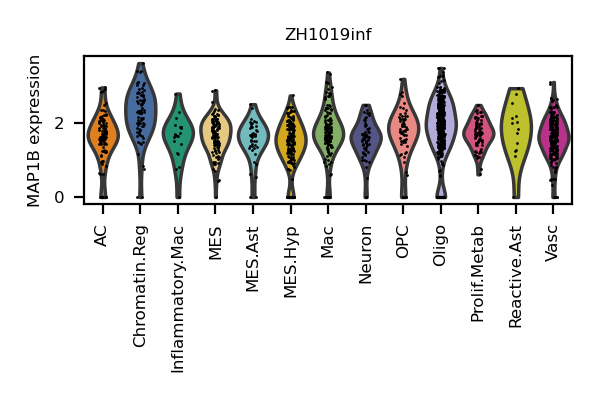 ZH1019inf
MAP1B expression
2
0
AC
Chromatin.Reg
Inflammatory.Mac
MES
MES.Ast
MES.Hyp
Mac
Neuron
OPC
Oligo
Prolif.Metab
Reactive.Ast
Vasc